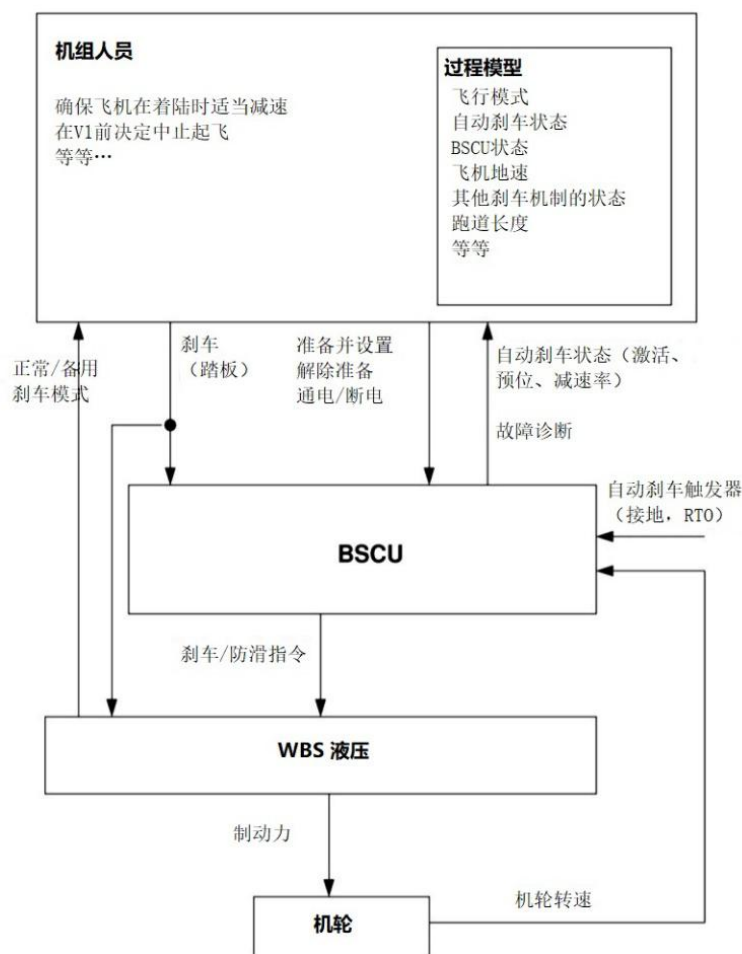 机组人员
确保飞机在着陆时适当减速
在V1前决定中止起飞
等等…
过程模型
飞行模式
自动刹车状态
BSCU状态
飞机地速
其他刹车机制的状态
跑道长度
等等
正常/备用
刹车模式
刹车
（踏板）
准备并设置
解除准备
通电/断电
自动刹车状态（激活、
预位、减速率）
故障诊断
自动刹车触发器
（接地，RTO）
BSCU
刹车/防滑指令
WBS 液压
制动力
机轮转速
机轮